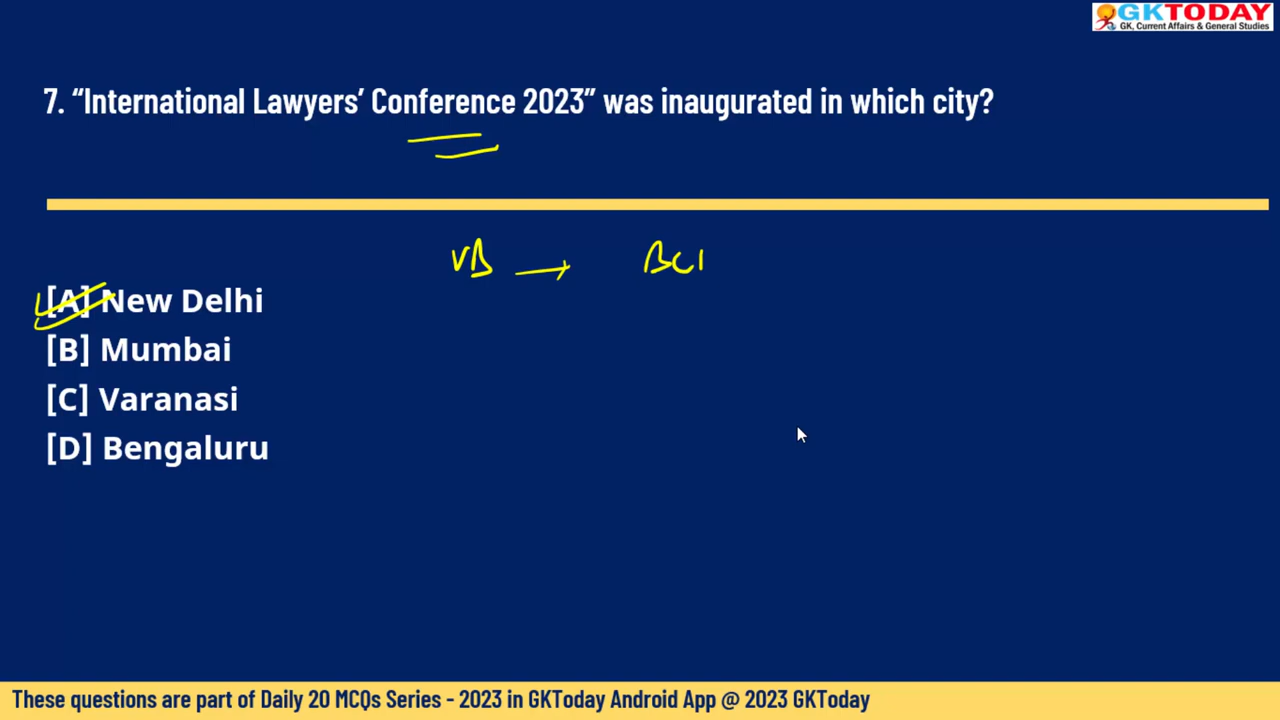 GKTODAY
GK, Current Affairs & General Studies
7. “International Lawyers’ Conference 2023” was inaugurated in which city?
VB → BCI
[A] New Delhi
[B] Mumbai
[C] Varanasi
[D] Bengaluru
These questions are part of Daily 20 MCQs Series - 2023 in GKToday Android App @ 2023 GKToday